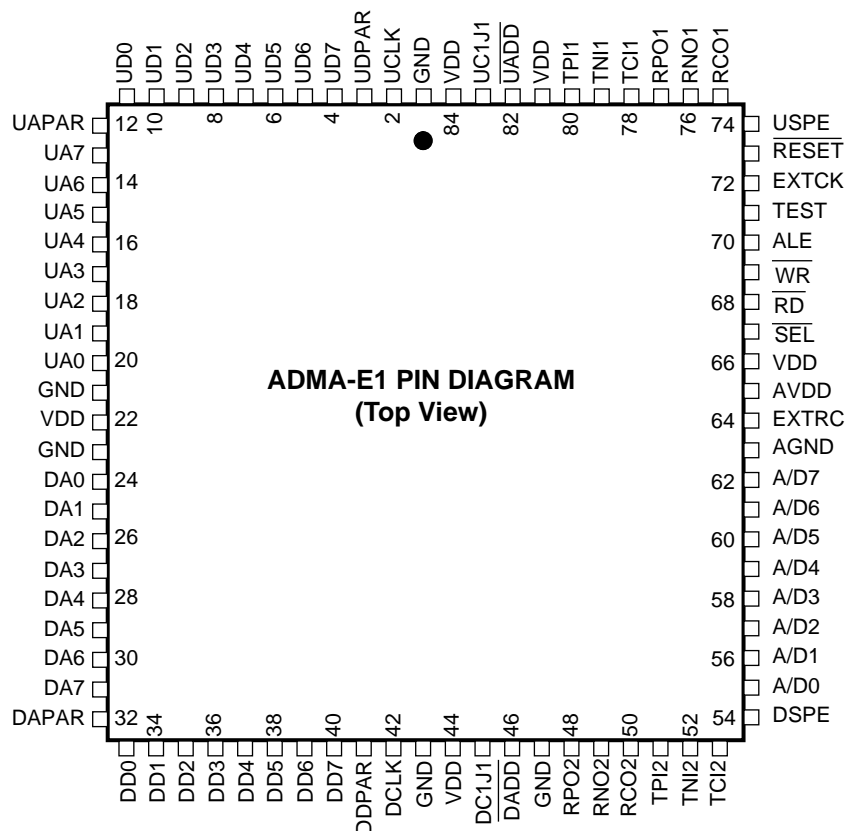 UD0 UD1 UD2 UD3 UD4 UD5 UD6 UD7 UDPAR UCLK GND VDD UC1J1 UADD VDD TPI1 TNI1 TCI1 RPO1 RNO1 RCO1
10 8 6 4 2 84 82 80 78 76
UAPAR 12 74 USPE
UA7 RESET
UA6 14 72 EXTCK
UA5 TEST
UA4 16 70 ALE
UA3 WR
UA2 18 68 RD
UA1 SEL
UA0 20 66 VDD
GND AVDD
ADMA-E1 PIN DIAGRAM
(Top View)
VDD 22 64 EXTRC
GND AGND
DA0 24 62 A/D7
DA1 A/D6
DA2 26 60 A/D5
DA3 A/D4
DA4 28 58 A/D3
DA5 A/D2
DA6 30 56 A/D1
DA7 A/D0
DAPAR 32 54 DSPE
34 36 38 40 42 44 46 48 50 52
DD0 DD1 DD2 DD3 DD4 DD5 DD6 DD7 DDPAR DCLK GND VDD DC1J1 DADD GND RPO2 RNO2 RCO2 TPI2 TNI2 TCI2